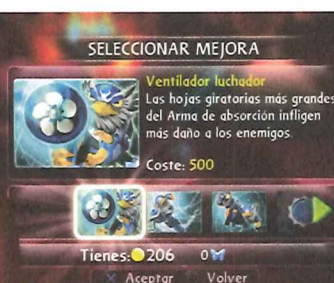 SELECCIONAR MEJORA
Ventilador luchador
Las hojas giratorias más grandes
del Arma de absorción infligen
más daño a los enemigos.
Coste: 500
Tienes: 206 0
Aceptar Volver